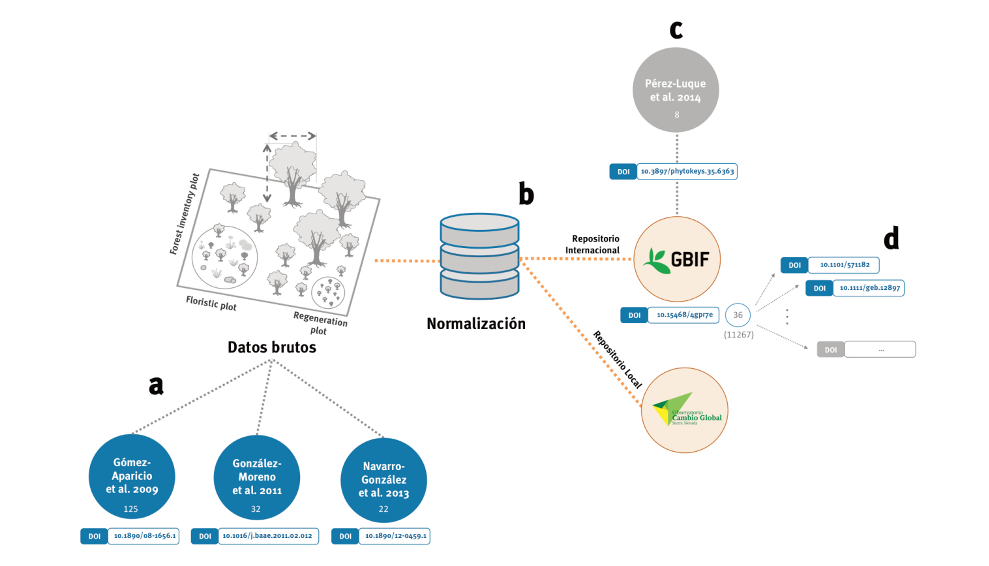 c
Pérez-Luque
et al. 2014
8
DOI
10.3897/phytokeys.35.6363
Forest inventory plot
Floristic plot
Regeneration
plot
Datos brutos
b
Normalización
Repositorio
Internacional
GBIF
DOI
10.15468/4gpr7e
36
(11267)
d
DOI
10.1101/571182
DOI
10.1111/geb.12897
DOI
...
Repositorio Local
Observatorio
Cambio Global
Sierra Nevada
a
Gómez-
Aparicio
et al. 2009
125
DOI
10.1890/08-1656.1
González-
Moreno
et al. 2011
32
DOI
10.1016/j.baae.2011.02.012
Navarro-
González
et al. 2013
22
DOI
10.1890/12-0459.1